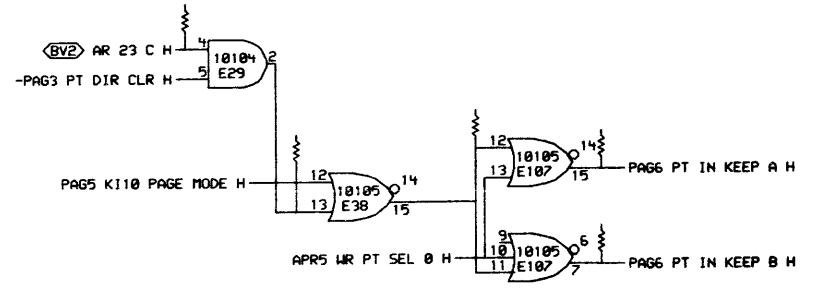 BV2 AR 23 C H 4 10104 2
-PAG3 PT DIR CLR H 5 E29
12 10105 14
13 E107 15 PAG6 PT IN KEEP A H
PAG5 KI10 PAGE MODE H 12 10105 14
13 E38 15
9 10105 6
APR5 WR PT SEL 0 H 10 E107
11 7 PAG6 PT IN KEEP B H